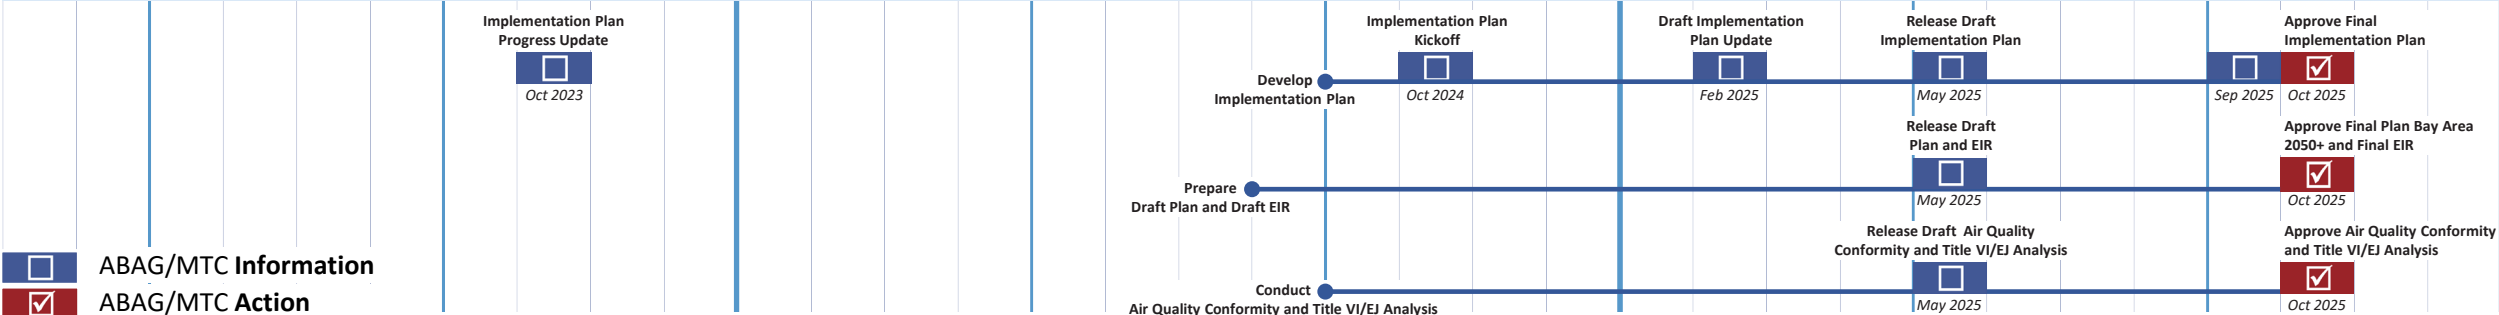 Implementation Plan
Progress Update
Oct 2023
Develop
Implementation Plan
Implementation Plan
Kickoff
Oct 2024
Draft Implementation
Plan Update
Feb 2025
Release Draft
Implementation Plan
May 2025
Sep 2025
Approve Final
Implementation Plan
Oct 2025
Prepare
Draft Plan and Draft EIR
Release Draft
Plan and EIR
May 2025
Approve Final Plan Bay Area
2050+ and Final EIR
Oct 2025
Conduct
Air Quality Conformity and Title VI/EJ Analysis
Release Draft Air Quality
Conformity and Title VI/EJ Analysis
May 2025
Approve Air Quality Conformity
and Title VI/EJ Analysis
Oct 2025
ABAG/MTC Information
ABAG/MTC Action